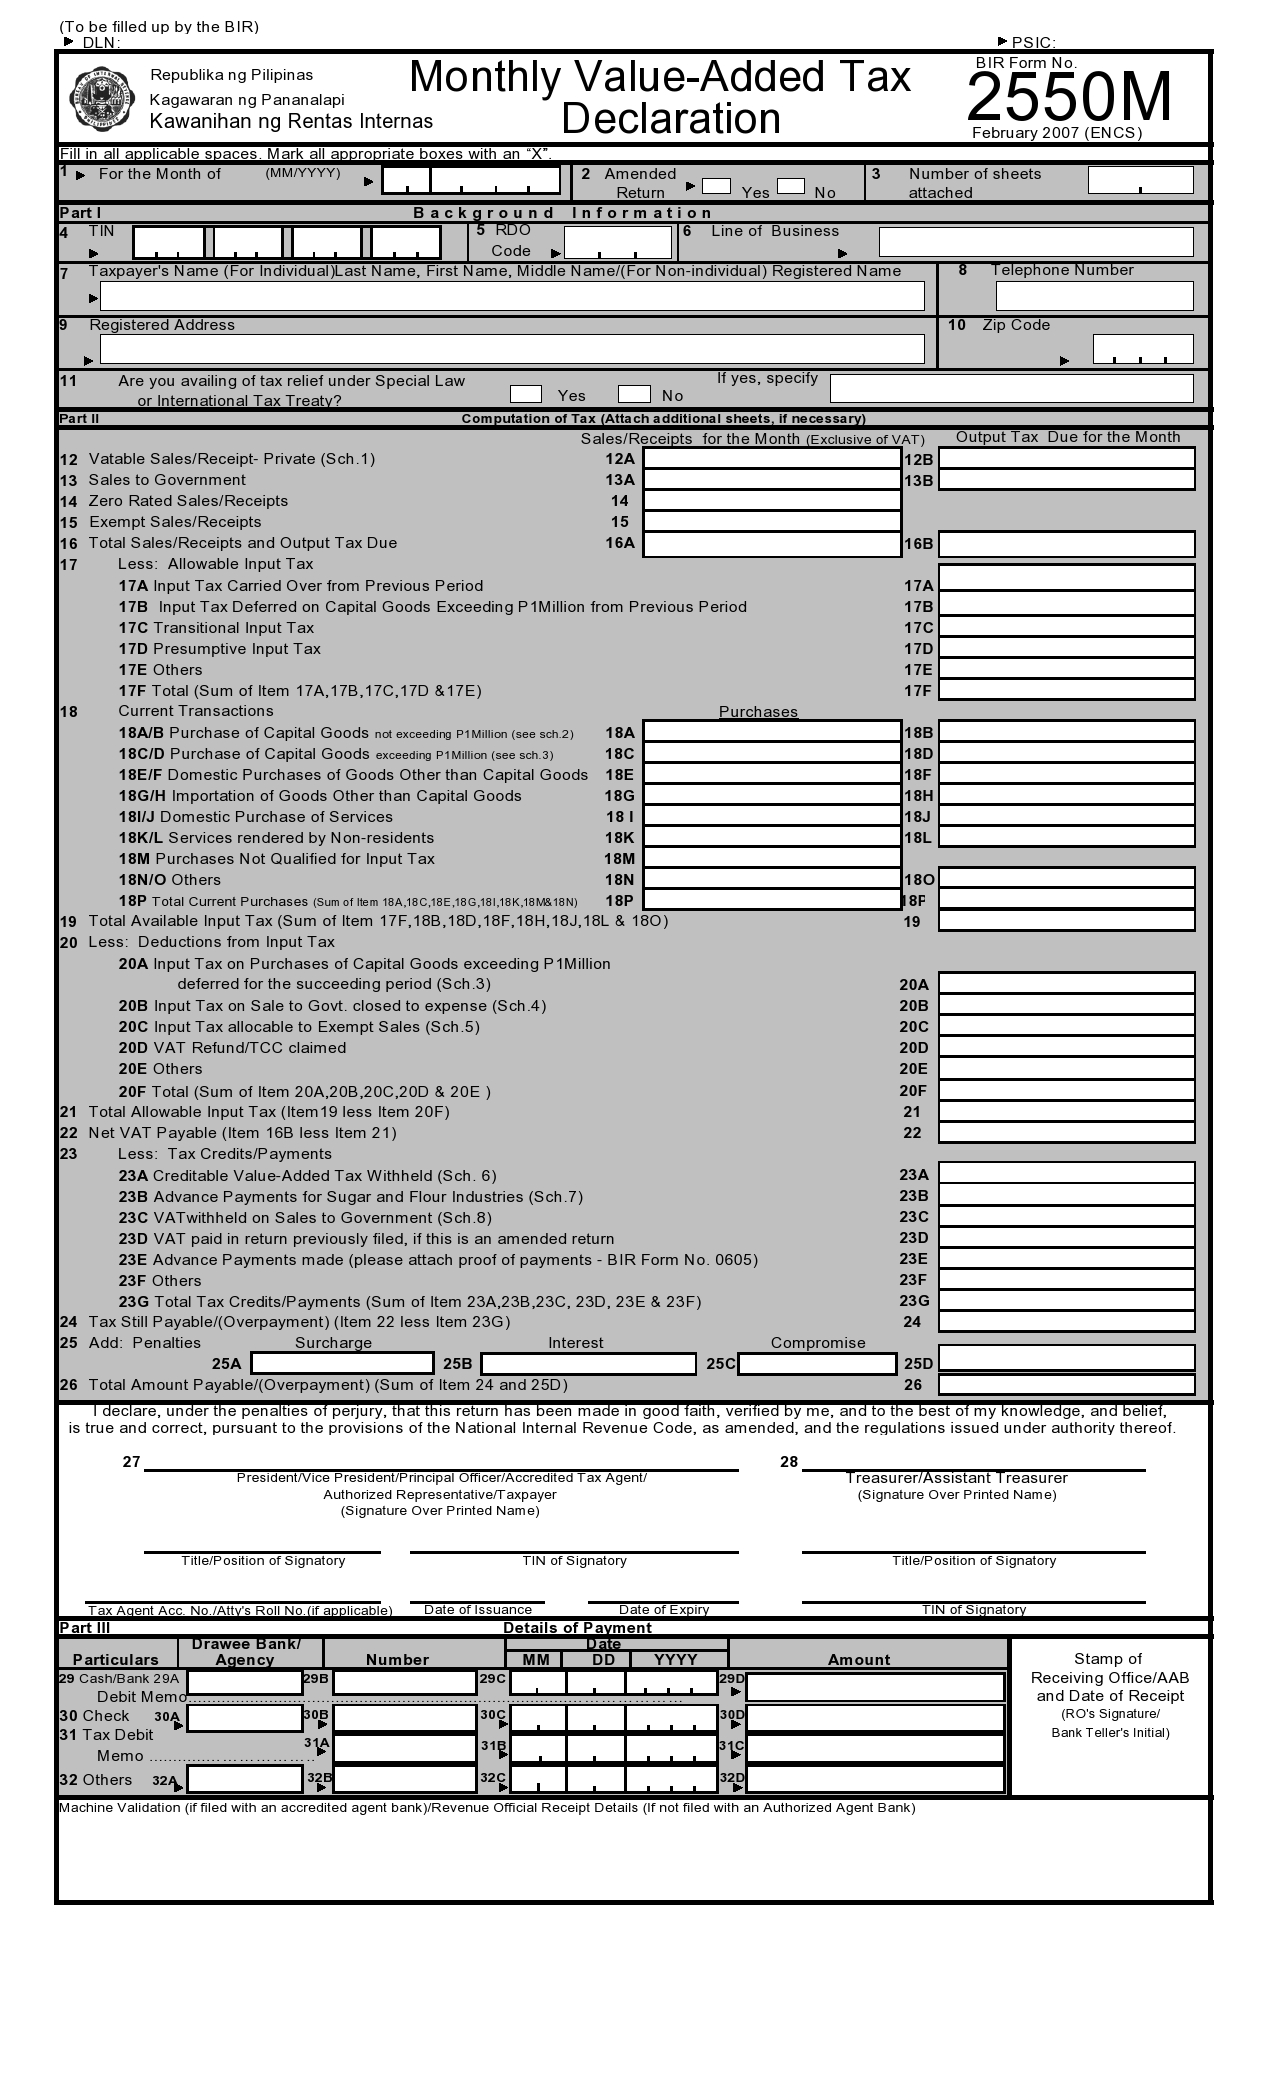 (To be filled up by the BIR)
DLN: PSIC:
Republika ng Pilipinas
Kagawaran ng Pananalapi
Kawanihan ng Rentas Internas
Monthly Value-Added Tax
Declaration
BIR Form No.
2550M
February 2007 (ENCS)
Fill in all applicable spaces. Mark all appropriate boxes with an “X”.
1 For the Month of (MM/YYYY) 2 Amended Return Yes No 3 Number of sheets attached
Part I Background Information
4 TIN 5 RDO Code 6 Line of Business
7 Taxpayer's Name (For Individual)Last Name, First Name, Middle Name/(For Non-individual) Registered Name 8 Telephone Number
9 Registered Address 10 Zip Code
11 Are you availing of tax relief under Special Law
or International Tax Treaty? Yes No If yes, specify
Part II Computation of Tax (Attach additional sheets, if necessary)
Sales/Receipts for the Month (Exclusive of VAT) Output Tax Due for the Month
12 Vatable Sales/Receipt- Private (Sch.1) 12A 12B
13 Sales to Government 13A 13B
14 Zero Rated Sales/Receipts 14
15 Exempt Sales/Receipts 15
16 Total Sales/Receipts and Output Tax Due 16A 16B
17 Less: Allowable Input Tax
17A Input Tax Carried Over from Previous Period 17A
17B Input Tax Deferred on Capital Goods Exceeding P1Million from Previous Period 17B
17C Transitional Input Tax 17C
17D Presumptive Input Tax 17D
17E Others 17E
17F Total (Sum of Item 17A,17B,17C,17D &17E) 17F
18 Current Transactions Purchases
18A/B Purchase of Capital Goods not exceeding P1Million (see sch.2) 18A 18B
18C/D Purchase of Capital Goods exceeding P1Million (see sch.3) 18C 18D
18E/F Domestic Purchases of Goods Other than Capital Goods 18E 18F
18G/H Importation of Goods Other than Capital Goods 18G 18H
18I/J Domestic Purchase of Services 18 I 18J
18K/L Services rendered by Non-residents 18K 18L
18M Purchases Not Qualified for Input Tax 18M
18N/O Others 18N 18O
18P Total Current Purchases (Sum of Item 18A,18C,18E,18G,18I,18K,18M&18N) 18P 18P
19 Total Available Input Tax (Sum of Item 17F,18B,18D,18F,18H,18J,18L & 18O) 19
20 Less: Deductions from Input Tax
20A Input Tax on Purchases of Capital Goods exceeding P1Million
deferred for the succeeding period (Sch.3) 20A
20B Input Tax on Sale to Govt. closed to expense (Sch.4) 20B
20C Input Tax allocable to Exempt Sales (Sch.5) 20C
20D VAT Refund/TCC claimed 20D
20E Others 20E
20F Total (Sum of Item 20A,20B,20C,20D & 20E ) 20F
21 Total Allowable Input Tax (Item19 less Item 20F) 21
22 Net VAT Payable (Item 16B less Item 21) 22
23 Less: Tax Credits/Payments
23A Creditable Value-Added Tax Withheld (Sch. 6) 23A
23B Advance Payments for Sugar and Flour Industries (Sch.7) 23B
23C VATwithheld on Sales to Government (Sch.8) 23C
23D VAT paid in return previously filed, if this is an amended return 23D
23E Advance Payments made (please attach proof of payments - BIR Form No. 0605) 23E
23F Others 23F
23G Total Tax Credits/Payments (Sum of Item 23A,23B,23C, 23D, 23E & 23F) 23G
24 Tax Still Payable/(Overpayment) (Item 22 less Item 23G) 24
25 Add: Penalties Surcharge Interest Compromise
25A 25B 25C 25D
26 Total Amount Payable/(Overpayment) (Sum of Item 24 and 25D) 26
I declare, under the penalties of perjury, that this return has been made in good faith, verified by me, and to the best of my knowledge, and belief,
is true and correct, pursuant to the provisions of the National Internal Revenue Code, as amended, and the regulations issued under authority thereof.
27 28
President/Vice President/Principal Officer/Accredited Tax Agent/ Treasurer/Assistant Treasurer
Authorized Representative/Taxpayer (Signature Over Printed Name)
(Signature Over Printed Name)
Title/Position of Signatory TIN of Signatory Title/Position of Signatory
Tax Agent Acc. No./Atty's Roll No.(if applicable) Date of Issuance Date of Expiry TIN of Signatory
Part III Details of Payment
Drawee Bank/ Date
Particulars Agency Number MM DD YYYY Amount
Stamp of
Receiving Office/AAB
and Date of Receipt
(RO's Signature/
Bank Teller's Initial)
29 Cash/Bank 29A 29B 29C 29D
Debit Memo
30 Check 30A 30B 30C 30D
31 Tax Debit 31A 31B 31C
Memo
32 Others 32A 32B 32C 32D
Machine Validation (if filed with an accredited agent bank)/Revenue Official Receipt Details (If not filed with an Authorized Agent Bank)